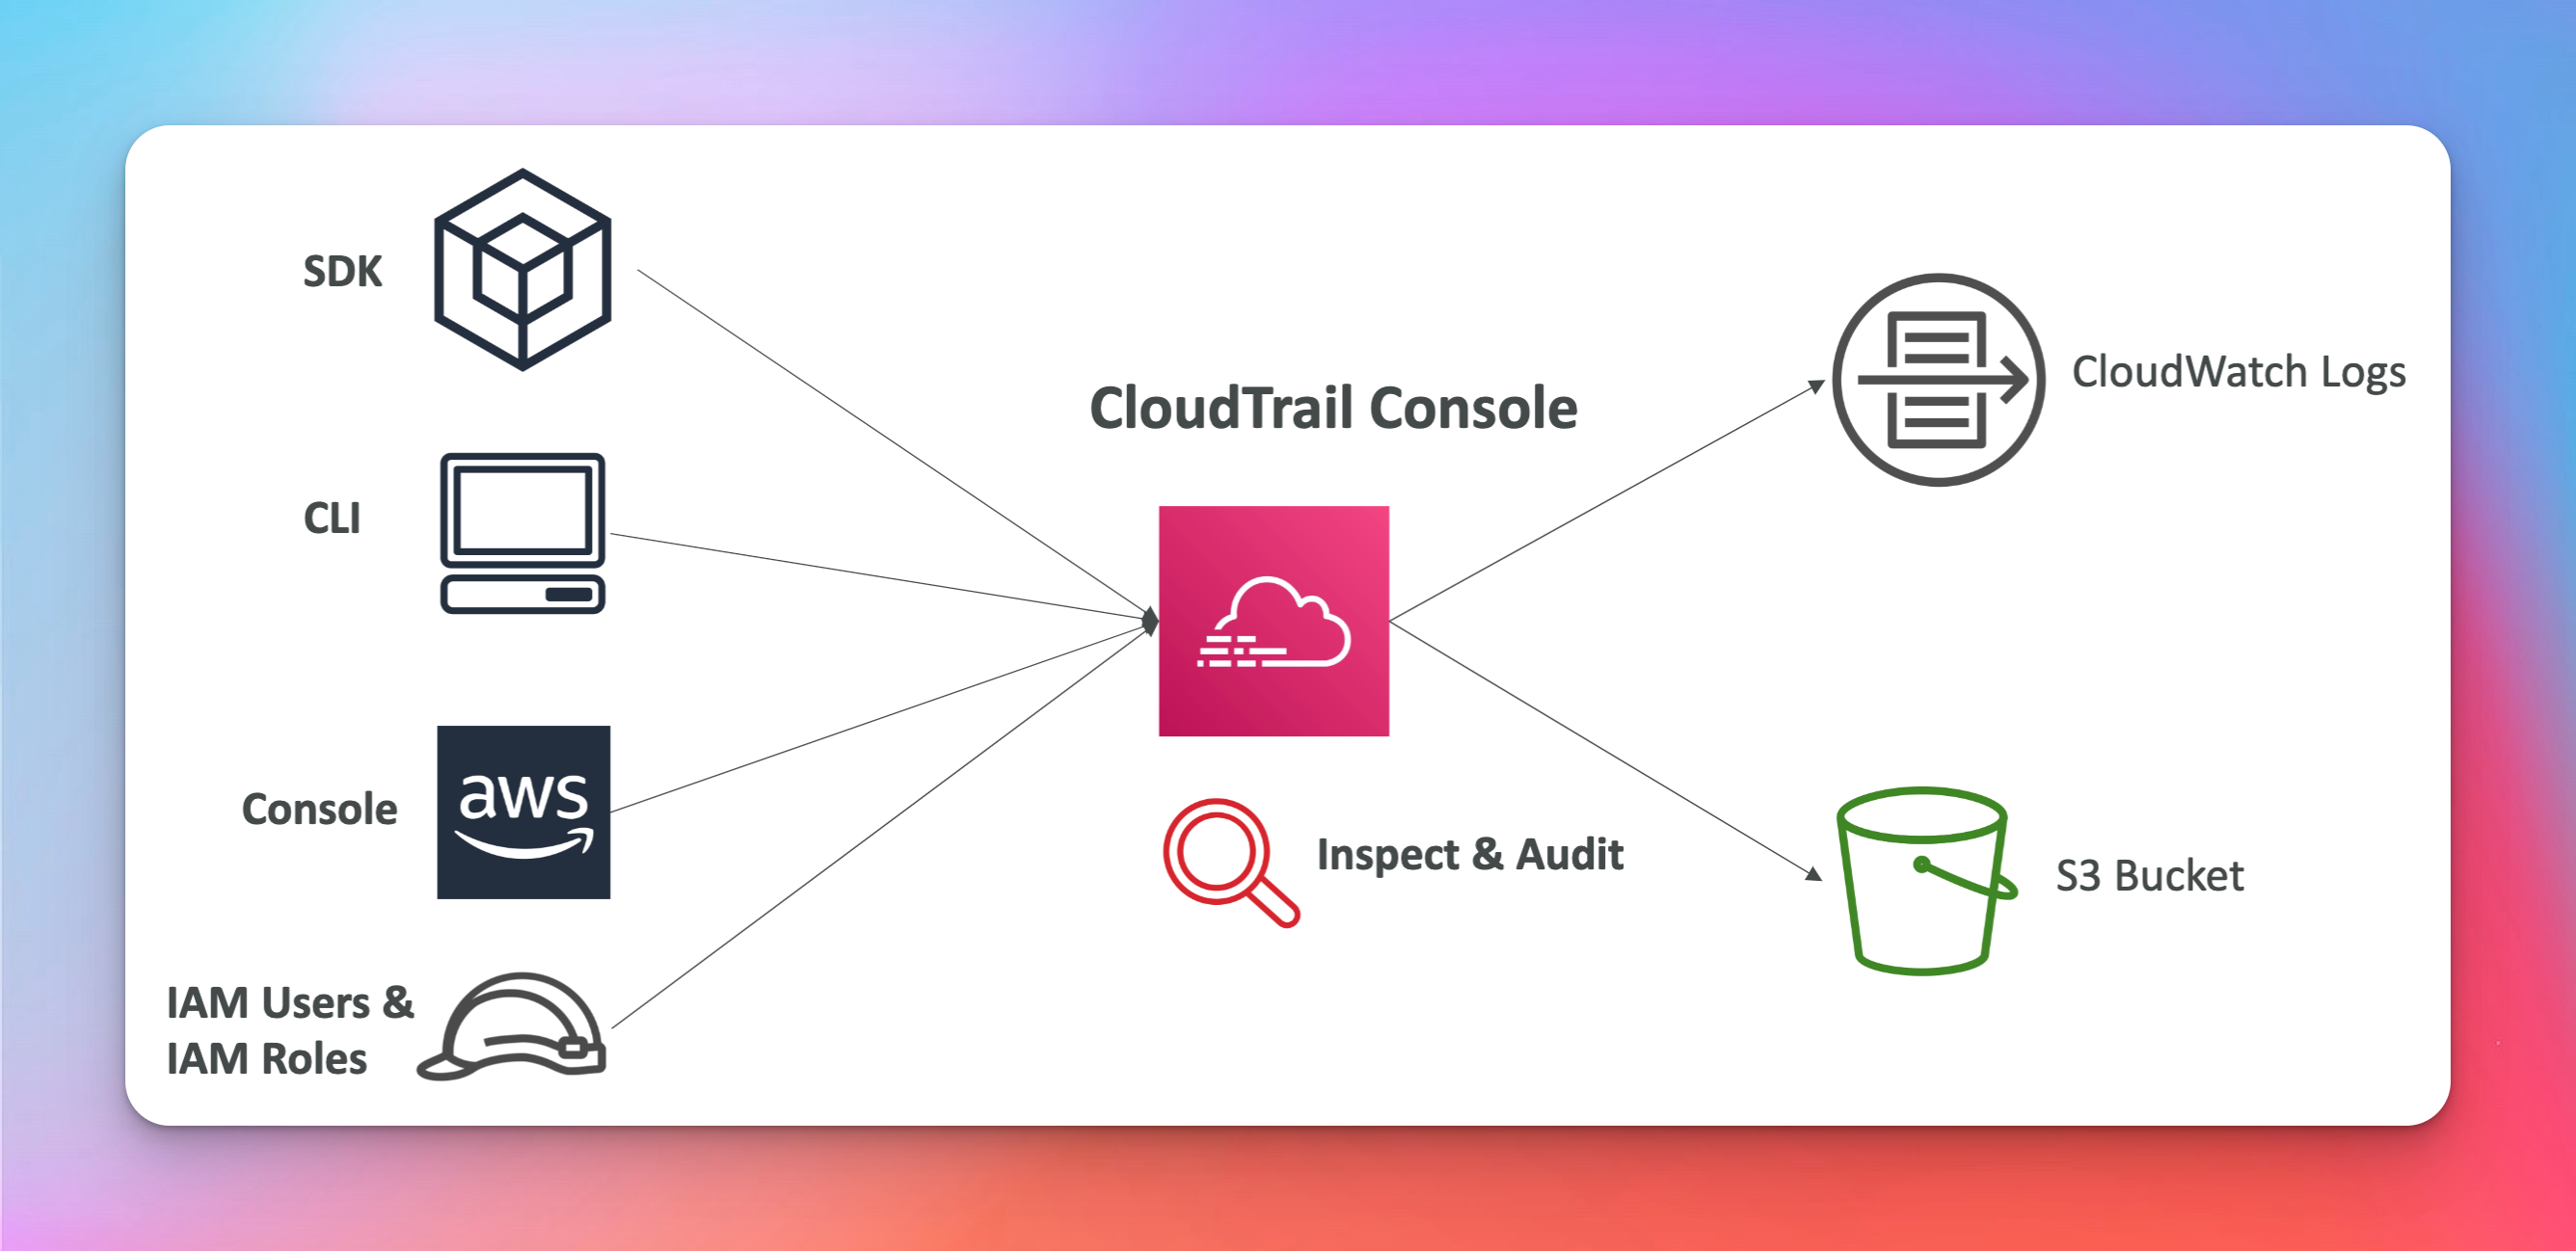 SDK
CLI
Console
aws
IAM Users &
IAM Roles
CloudTrail Console
Inspect & Audit
CloudWatch Logs
S3 Bucket